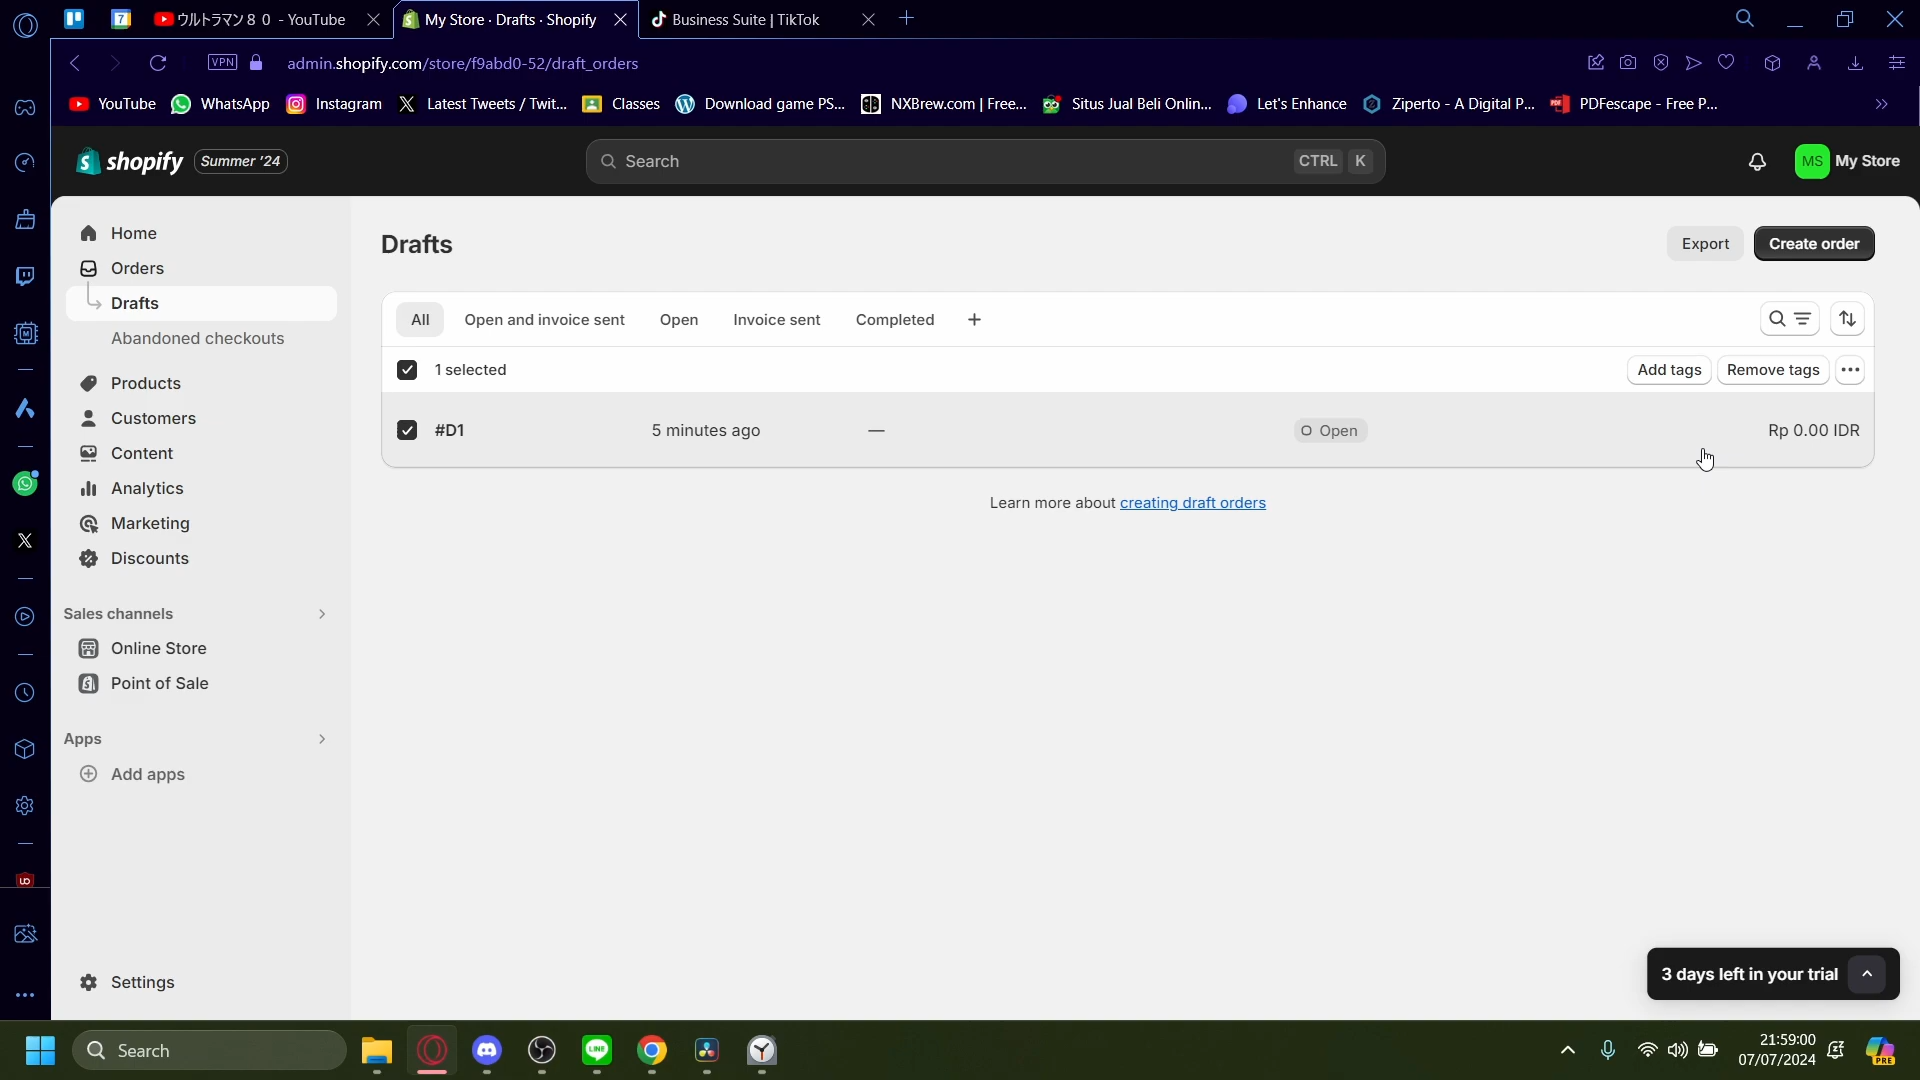 ウルトラマン８０ - YouTube
My Store · Drafts · Shopify
Business Suite | TikTok
VPN
admin.shopify.com/store/f9abd0-52/draft_orders
YouTube
WhatsApp
Instagram
Latest Tweets / Twit...
Classes
Download game PS...
NXBrew.com | Free...
Situs Jual Beli Onlin...
Let's Enhance
Ziperto - A Digital P...
PDFescape - Free P...
shopify
Summer '24
Search
CTRL K
MS
My Store
Home
Orders
Drafts
Abandoned checkouts
Products
Customers
Content
Analytics
Marketing
Discounts
Sales channels
Online Store
Point of Sale
Apps
Add apps
Settings
Drafts
Export
Create order
All
Open and invoice sent
Open
Invoice sent
Completed
1 selected
Add tags
Remove tags
#D1
5 minutes ago
—
Open
Rp 0.00 IDR
Learn more about creating draft orders
3 days left in your trial
Search
21:59:00
07/07/2024